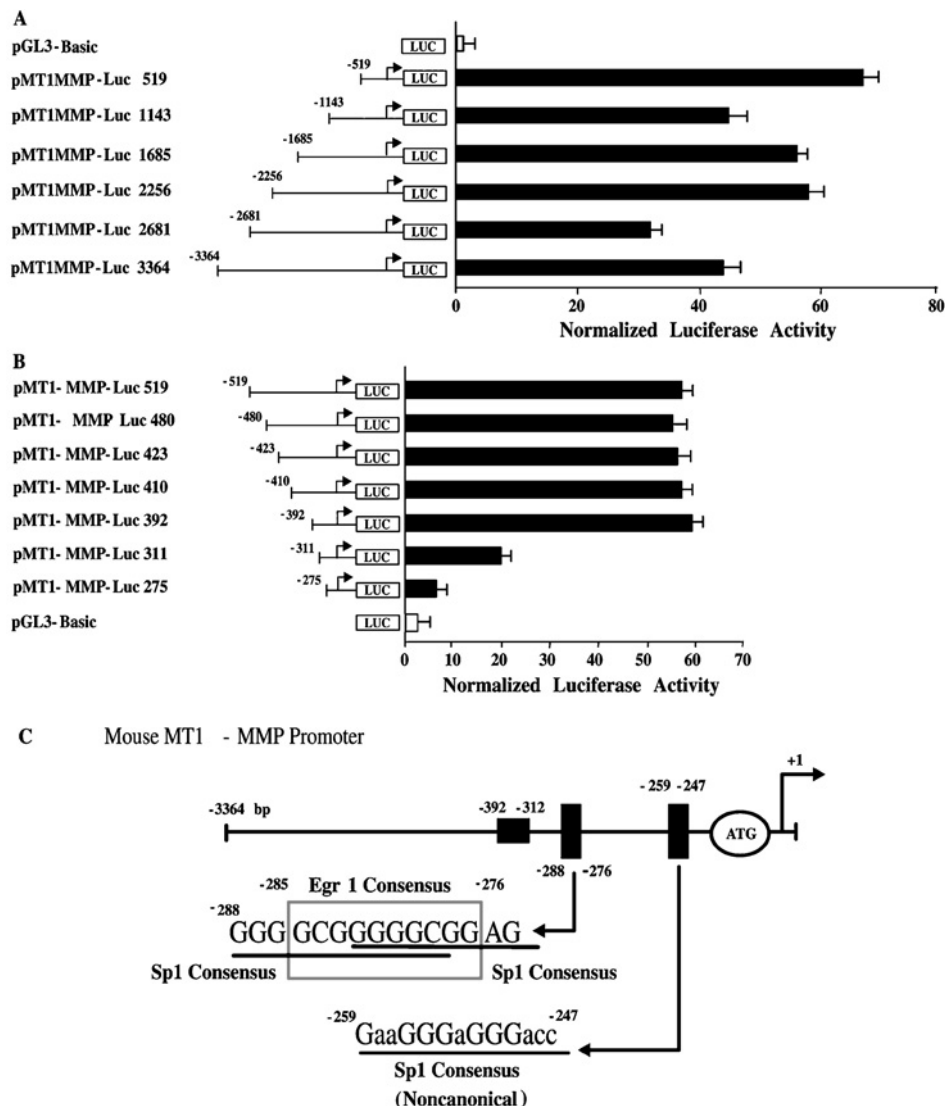 A
pGL3-Basic LUC
pMT1MMP-Luc 519 -519 LUC
pMT1MMP-Luc 1143 -1143 LUC
pMT1MMP-Luc 1685 -1685 LUC
pMT1MMP-Luc 2256 -2256 LUC
pMT1MMP-Luc 2681 -2681 LUC
pMT1MMP-Luc 3364 -3364 LUC
0 20 40 60 80
Normalized Luciferase Activity
B
pMT1-MMP-Luc 519 -519 LUC
pMT1- MMP Luc 480 -480 LUC
pMT1-MMP-Luc 423 -423 LUC
pMT1-MMP-Luc 410 -410 LUC
pMT1-MMP-Luc 392 -392 LUC
pMT1-MMP-Luc 311 -311 LUC
pMT1-MMP-Luc 275 -275 LUC
pGL3-Basic LUC
0 10 20 30 40 50 60 70
Normalized Luciferase Activity
C Mouse MT1 - MMP Promoter
+1
-259 -247
-3364 bp -392 -312
ATG
-288 -276
-285 Egr 1 Consensus -276
-288
GGG GCGGGGGCGG AG
Sp1 Consensus Sp1 Consensus
-259 -247
GaaGGGaGGGacc
Sp1 Consensus
(Noncanonical)